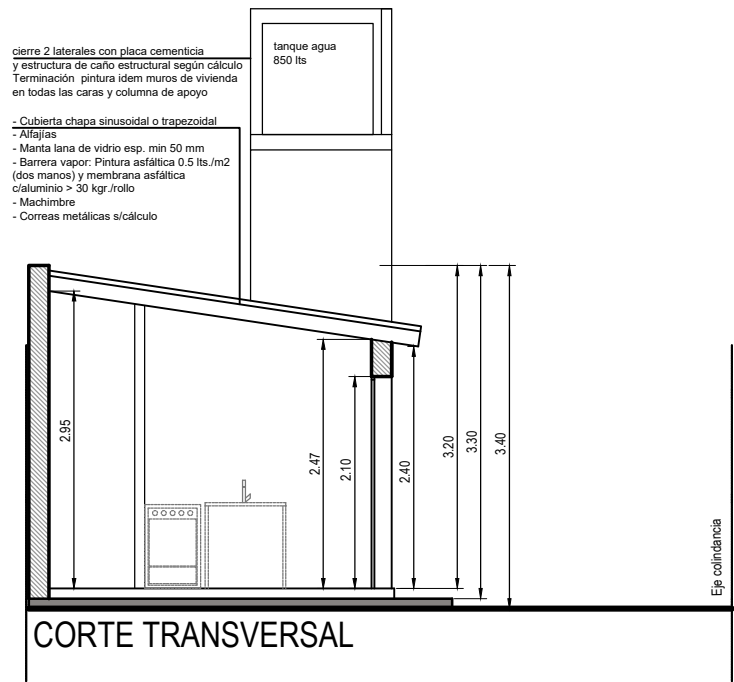 cierre 2 laterales con placa cementicia
y estructura de caño estructural según cálculo
Terminación pintura idem muros de vivienda
en todas las caras y columna de apoyo
tanque agua
850 lts
- Cubierta chapa sinusoidal o trapezoidal
- Alfajías
- Manta lana de vidrio esp. min 50 mm
- Barrera vapor: Pintura asfáltica 0.5 lts./m2
(dos manos) y membrana asfáltica
c/aluminio > 30 kgr./rollo
- Machimbre
- Correas metálicas s/cálculo
2.95
2.47
2.10
2.40
3.20
3.30
3.40
Eje colindancia
CORTE TRANSVERSAL